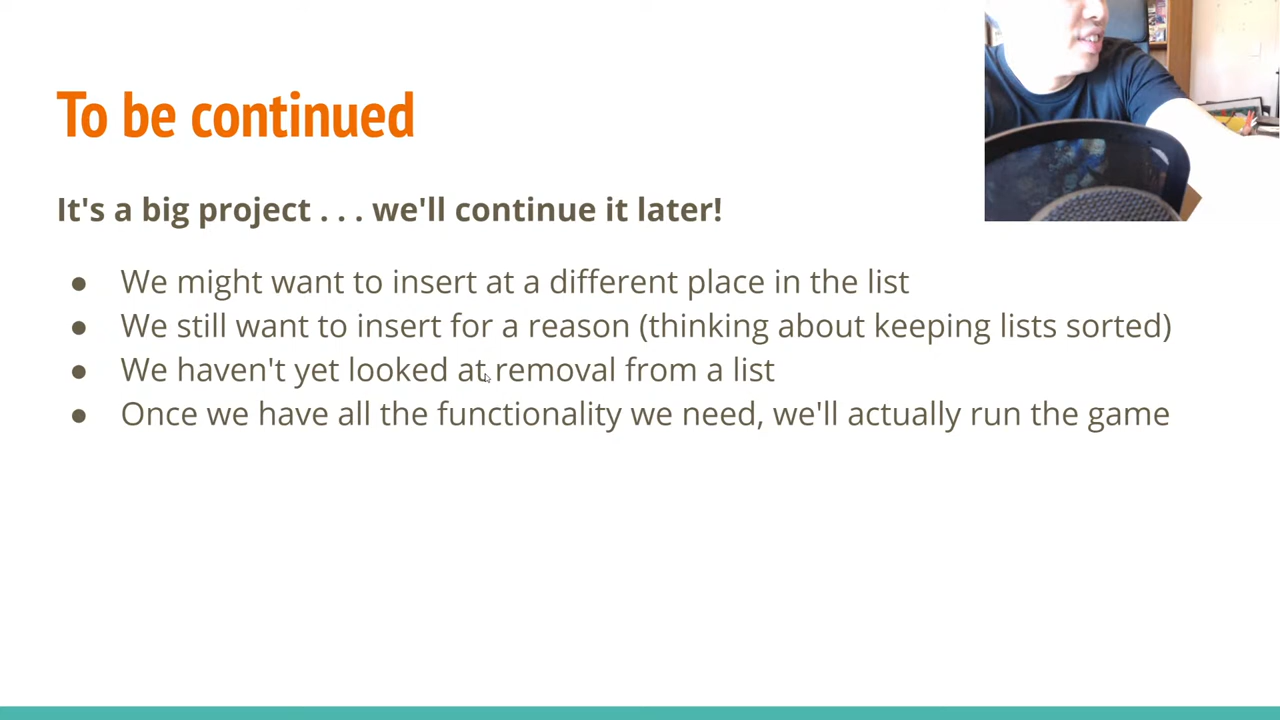 To be continued
It's a big project . . . we'll continue it later!
● We might want to insert at a different place in the list
● We still want to insert for a reason (thinking about keeping lists sorted)
● We haven't yet looked at removal from a list
● Once we have all the functionality we need, we'll actually run the game